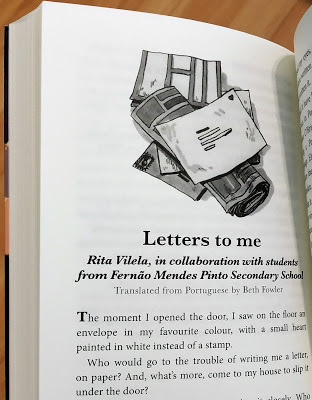 Letters to me
Rita Vilela, in collaboration with students
from Fernão Mendes Pinto Secondary School
Translated from Portuguese by Beth Fowler
The moment I opened the door, I saw on the floor an
envelope in my favourite colour, with a small heart
painted in white instead of a stamp.
Who would go to the trouble of writing me a letter,
on paper? And, what's more, come to my house to slip it
under the door?
closely. Who